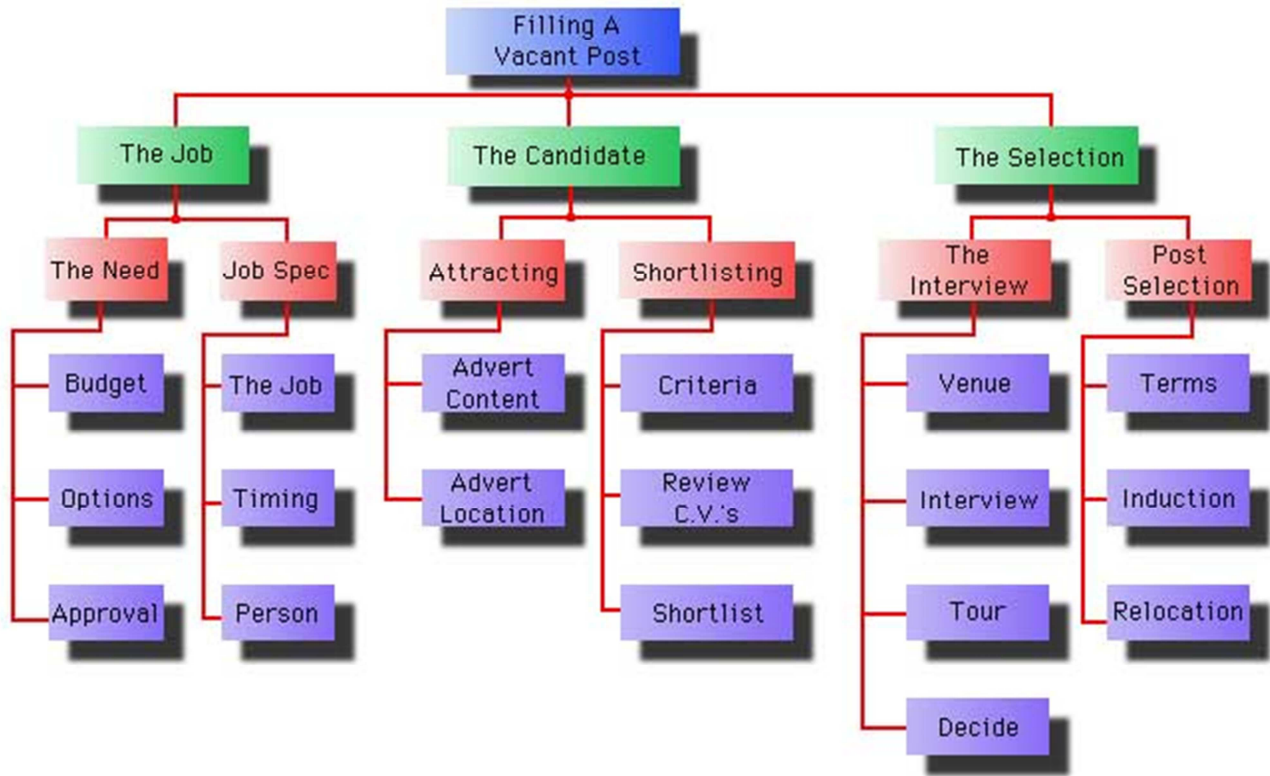 Filling A
Vacant Post
The Job
The Candidate
The Selection
The Need
Job Spec
Attracting
Shortlisting
The
Interview
Post
Selection
Budget
The Job
Advert
Content
Criteria
Venue
Terms
Options
Timing
Advert
Location
Review
C.V.'s
Interview
Induction
Approval
Person
Shortlist
Tour
Relocation
Decide